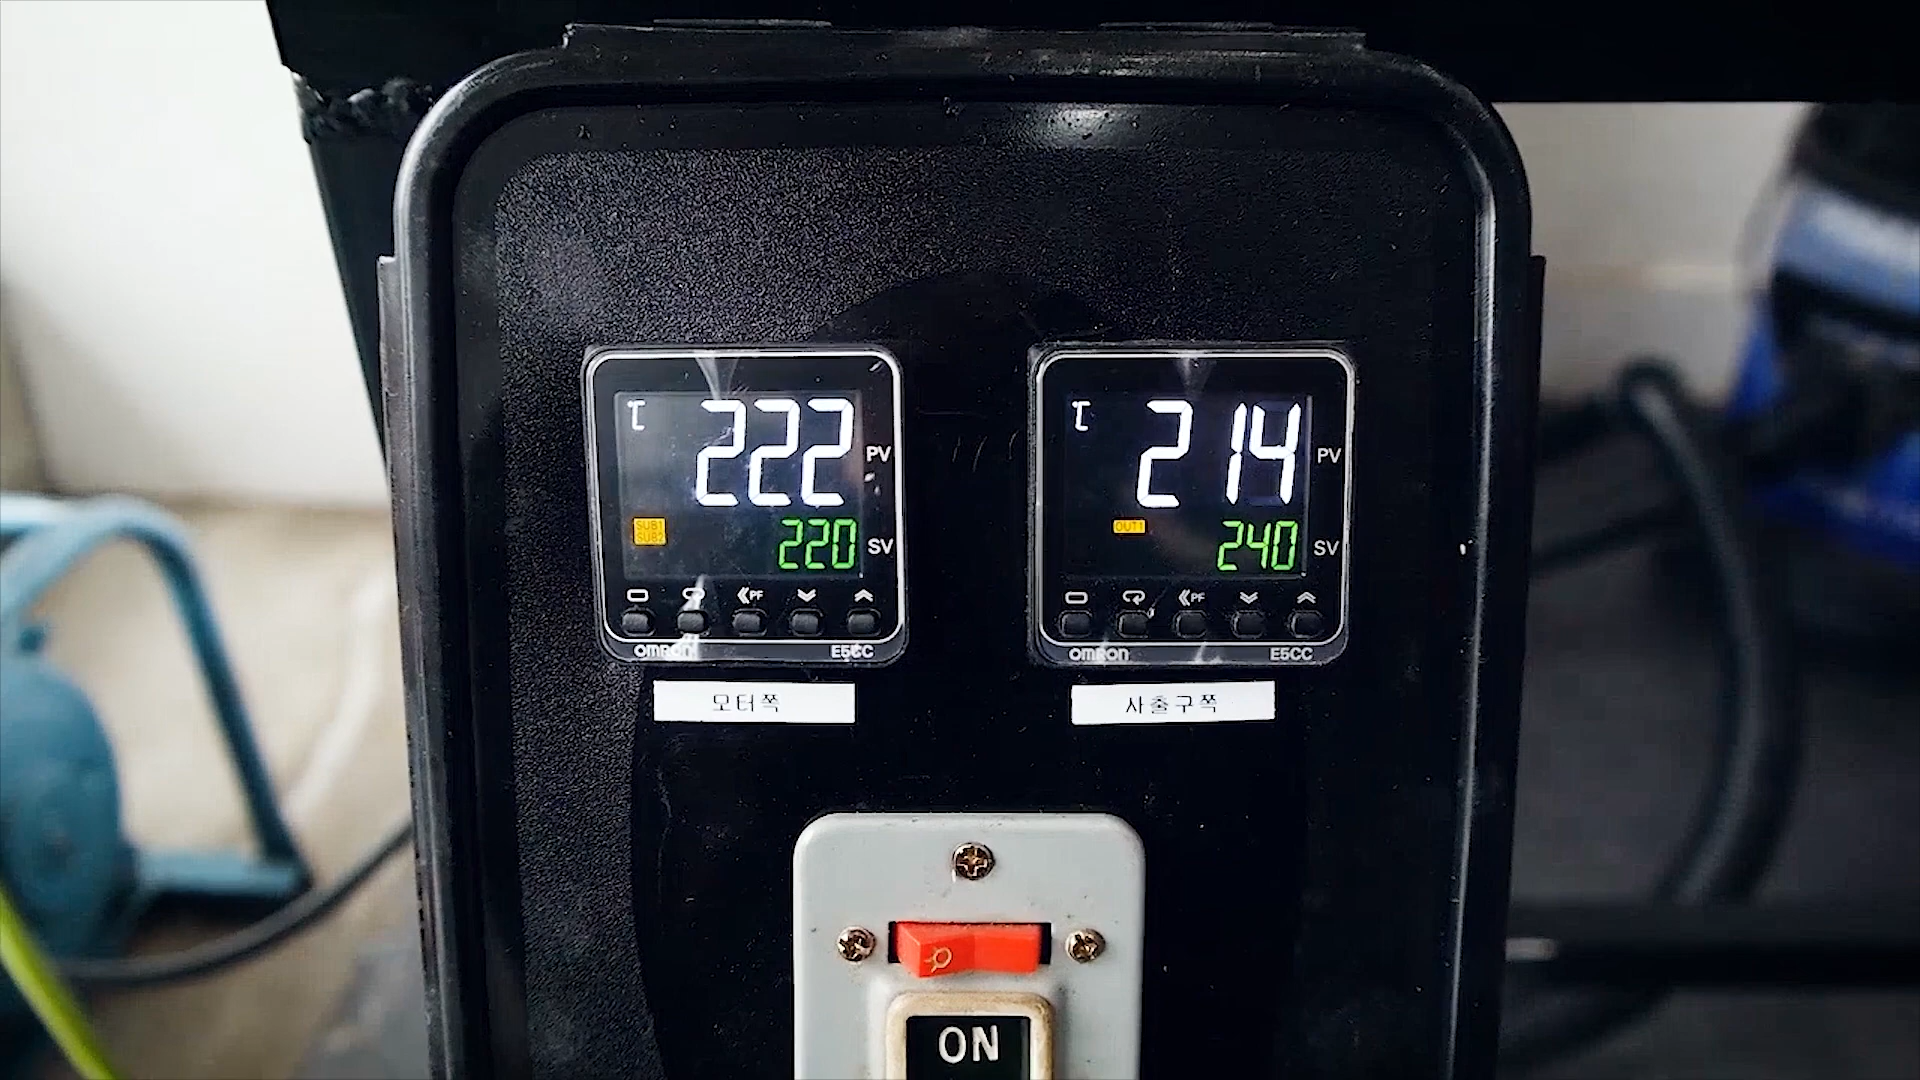 ℃ 222 PV
SUB1
SUB2
220 SV
PF
OMRON E5CC
모터쪽
℃ 214 PV
OUT1 240 SV
PF
OMRON E5CC
사출구쪽
ON